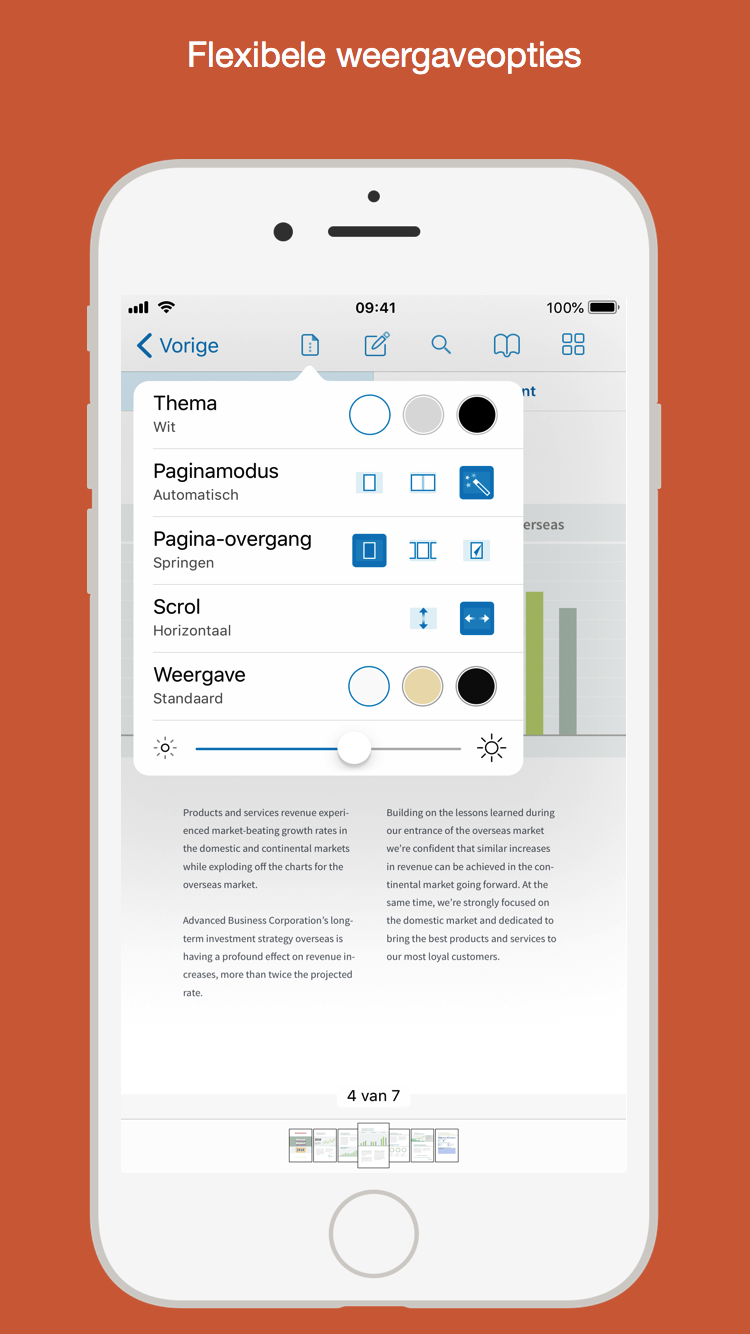 Flexibele weergaveopties
09:41
100%
Vorige
nt
Thema
Wit
Paginamodus
Automatisch
erseas
Pagina-overgang
Springen
Scrol
Horizontaal
Weergave
Standaard
Products and services revenue experi-
enced market-beating growth rates in
the domestic and continental markets
while exploding off the charts for the
overseas market.
Advanced Business Corporation's long-
term investment strategy overseas is
having a profound effect on revenue in-
creases, more than twice the projected
rate.
Building on the lessons learned during
our entrance of the overseas market
we're confident that similar increases
in revenue can be achieved in the con-
tinental market going forward. At the
same time, we're strongly focused on
the domestic market and dedicated to
bring the best products and services to
our most loyal customers.
4 van 7